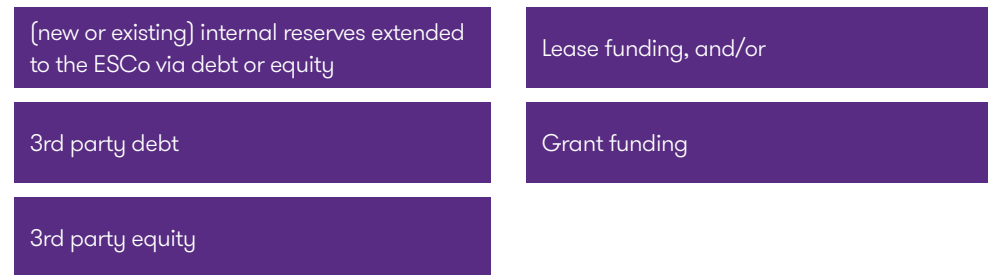 (new or existing) internal reserves extended
to the ESCo via debt or equity
3rd party debt
3rd party equity
Lease funding, and/or
Grant funding